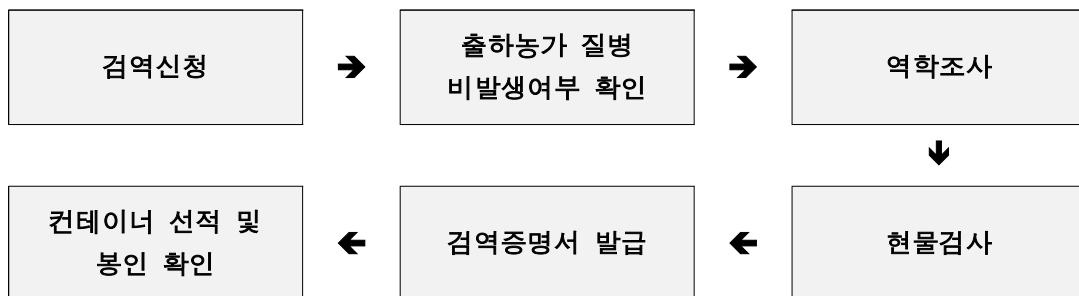 검역신청
출하농가 질병
비발생여부 확인
역학조사
현물검사
검역증명서 발급
컨테이너 선적 및
봉인 확인